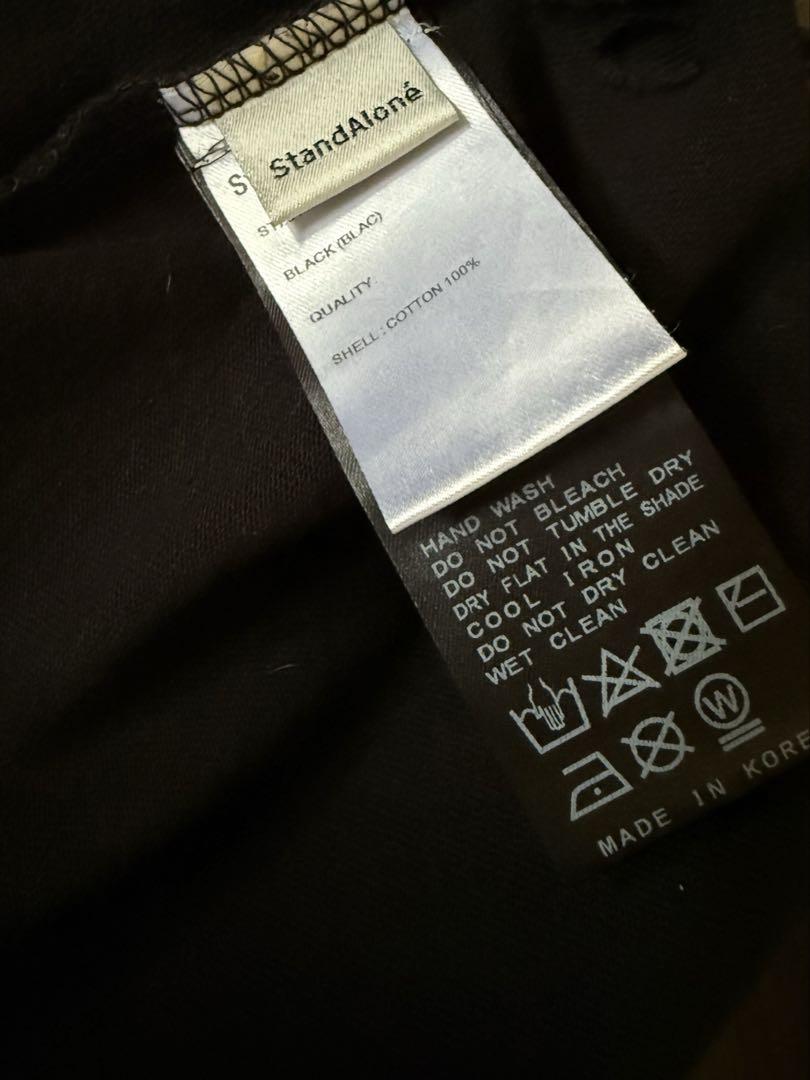 StandAloné
S
STA
BLACK (BLAC)
QUALITY:
SHELL : COTTON 100%
HAND WASH
DO NOT BLEACH
DO NOT TUMBLE DRY
DRY FLAT IN THE SHADE
COOL IRON
DO NOT DRY CLEAN
WET CLEAN
W
MADE IN KORE